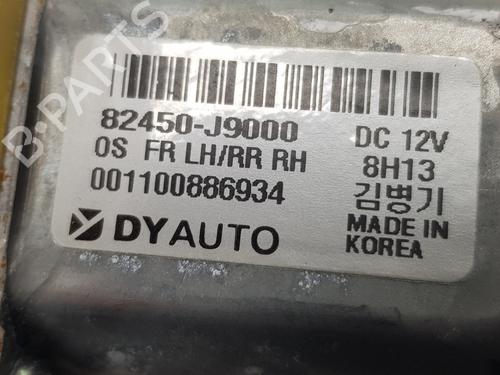 82450-J9000
DC 12V
OS FR LH/RR RH
8H13
001100886934
김병기
DYAUTO
MADE IN
KOREA
B-PARTS